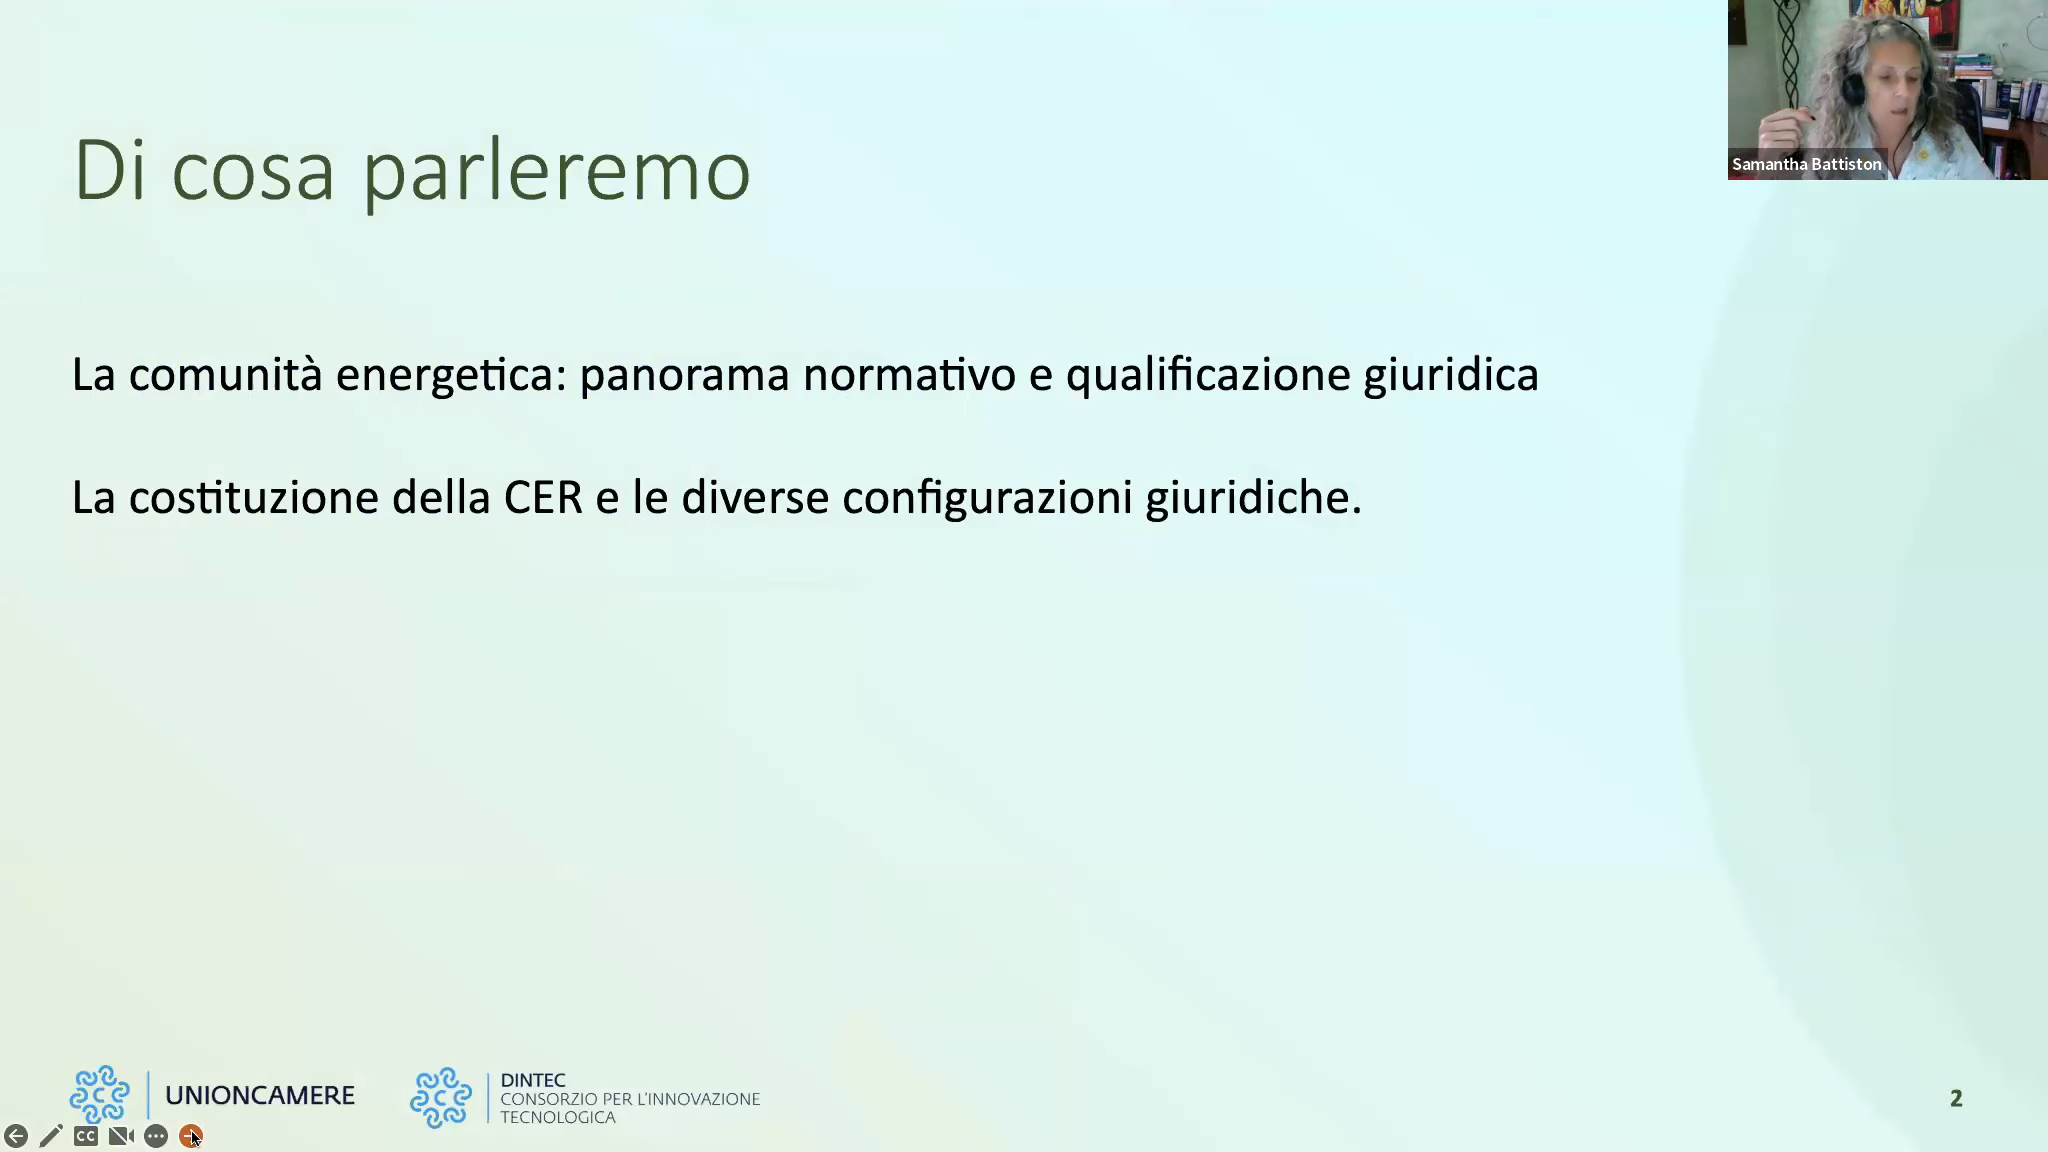 Di cosa parleremo
Samantha Battiston
La comunità energetica: panorama normativo e qualificazione giuridica
La costituzione della CER e le diverse configurazioni giuridiche.
UNIONCAMERE
DINTEC
CONSORZIO PER L'INNOVAZIONE
TECNOLOGICA
2
CC